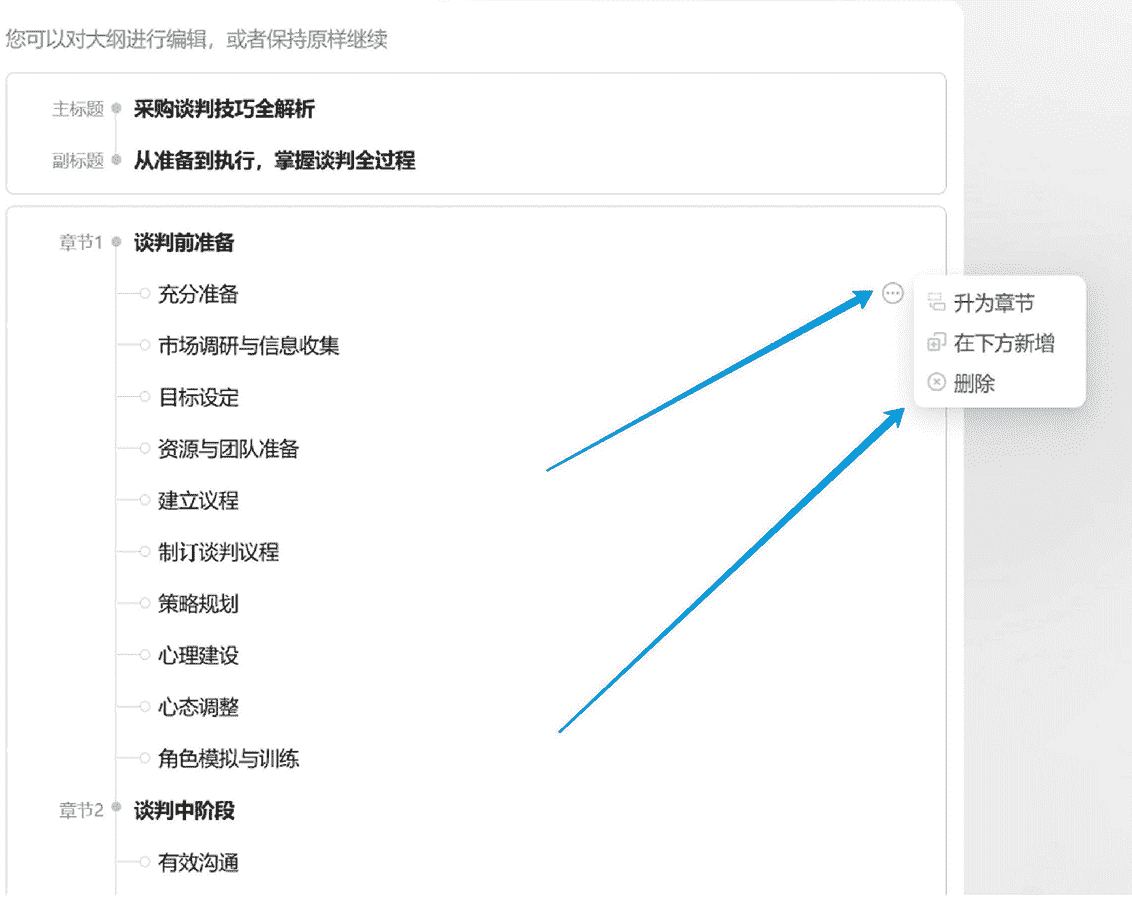 您可以对大纲进行编辑，或者保持原样继续
主标题 采购谈判技巧全解析
副标题 从准备到执行，掌握谈判全过程
章节1 谈判前准备
充分准备
升为章节
市场调研与信息收集
在下方新增
目标设定
删除
资源与团队准备
建立议程
制订谈判议程
策略规划
心理建设
心态调整
角色模拟与训练
章节2 谈判中阶段
有效沟通